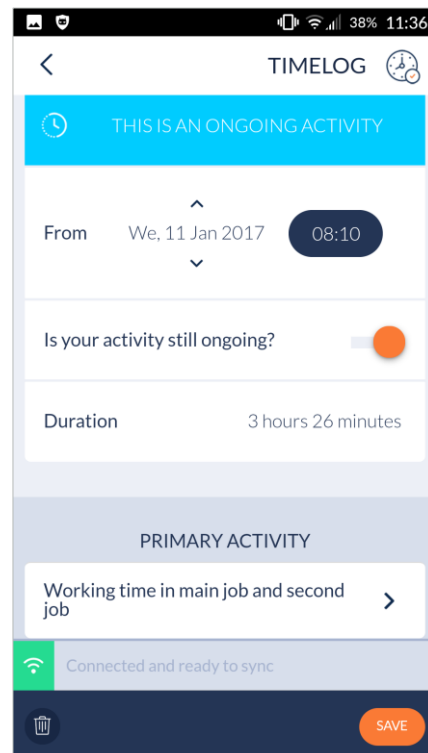 38% 11:36
TIMELOG
THIS IS AN ONGOING ACTIVITY
From We, 11 Jan 2017 08:10
Is your activity still ongoing?
Duration 3 hours 26 minutes
PRIMARY ACTIVITY
Working time in main job and second
job
Connected and ready to sync
SAVE